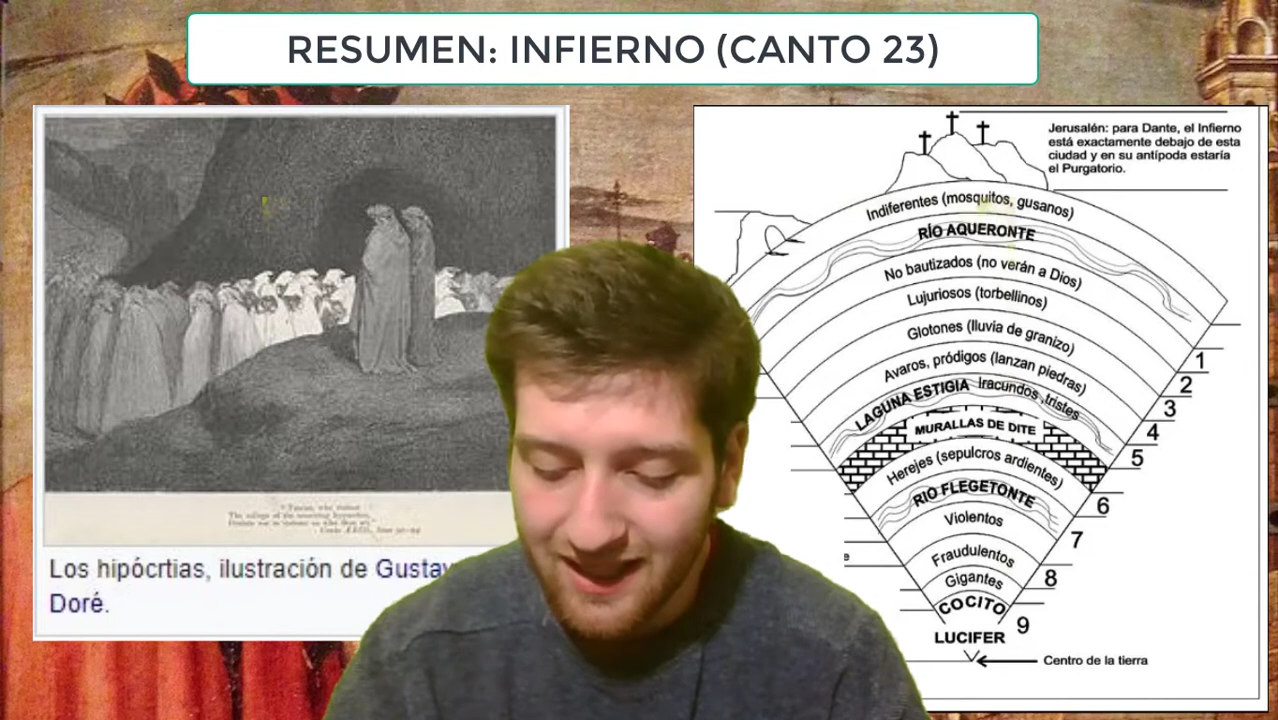 RESUMEN: INFIERNO (CANTO 23)
Los hipócrtias, ilustración de Gustav
Doré.
Jerusalén: para Dante, el Infierno
está exactamente debajo de esta
ciudad y en su antípoda estaría
el Purgatorio.
Indiferentes (mosquitos, gusanos)
RÍO AQUERONTE
No bautizados (no verán a Dios)
Lujuriosos (torbellinos)
1
Glotones (lluvia de granizo)
2
Avaros, pródigos (lanzan piedras)
3
LAGUNA ESTIGIA Iracundos ,tristes
4
MURALLAS DE DITE
5
Herejes (sepulcros ardientes)
6
RIO FLEGETONTE
Violentos
7
Fraudulentos
8
Gigantes
COCITO
9
LUCIFER
Centro de la tierra